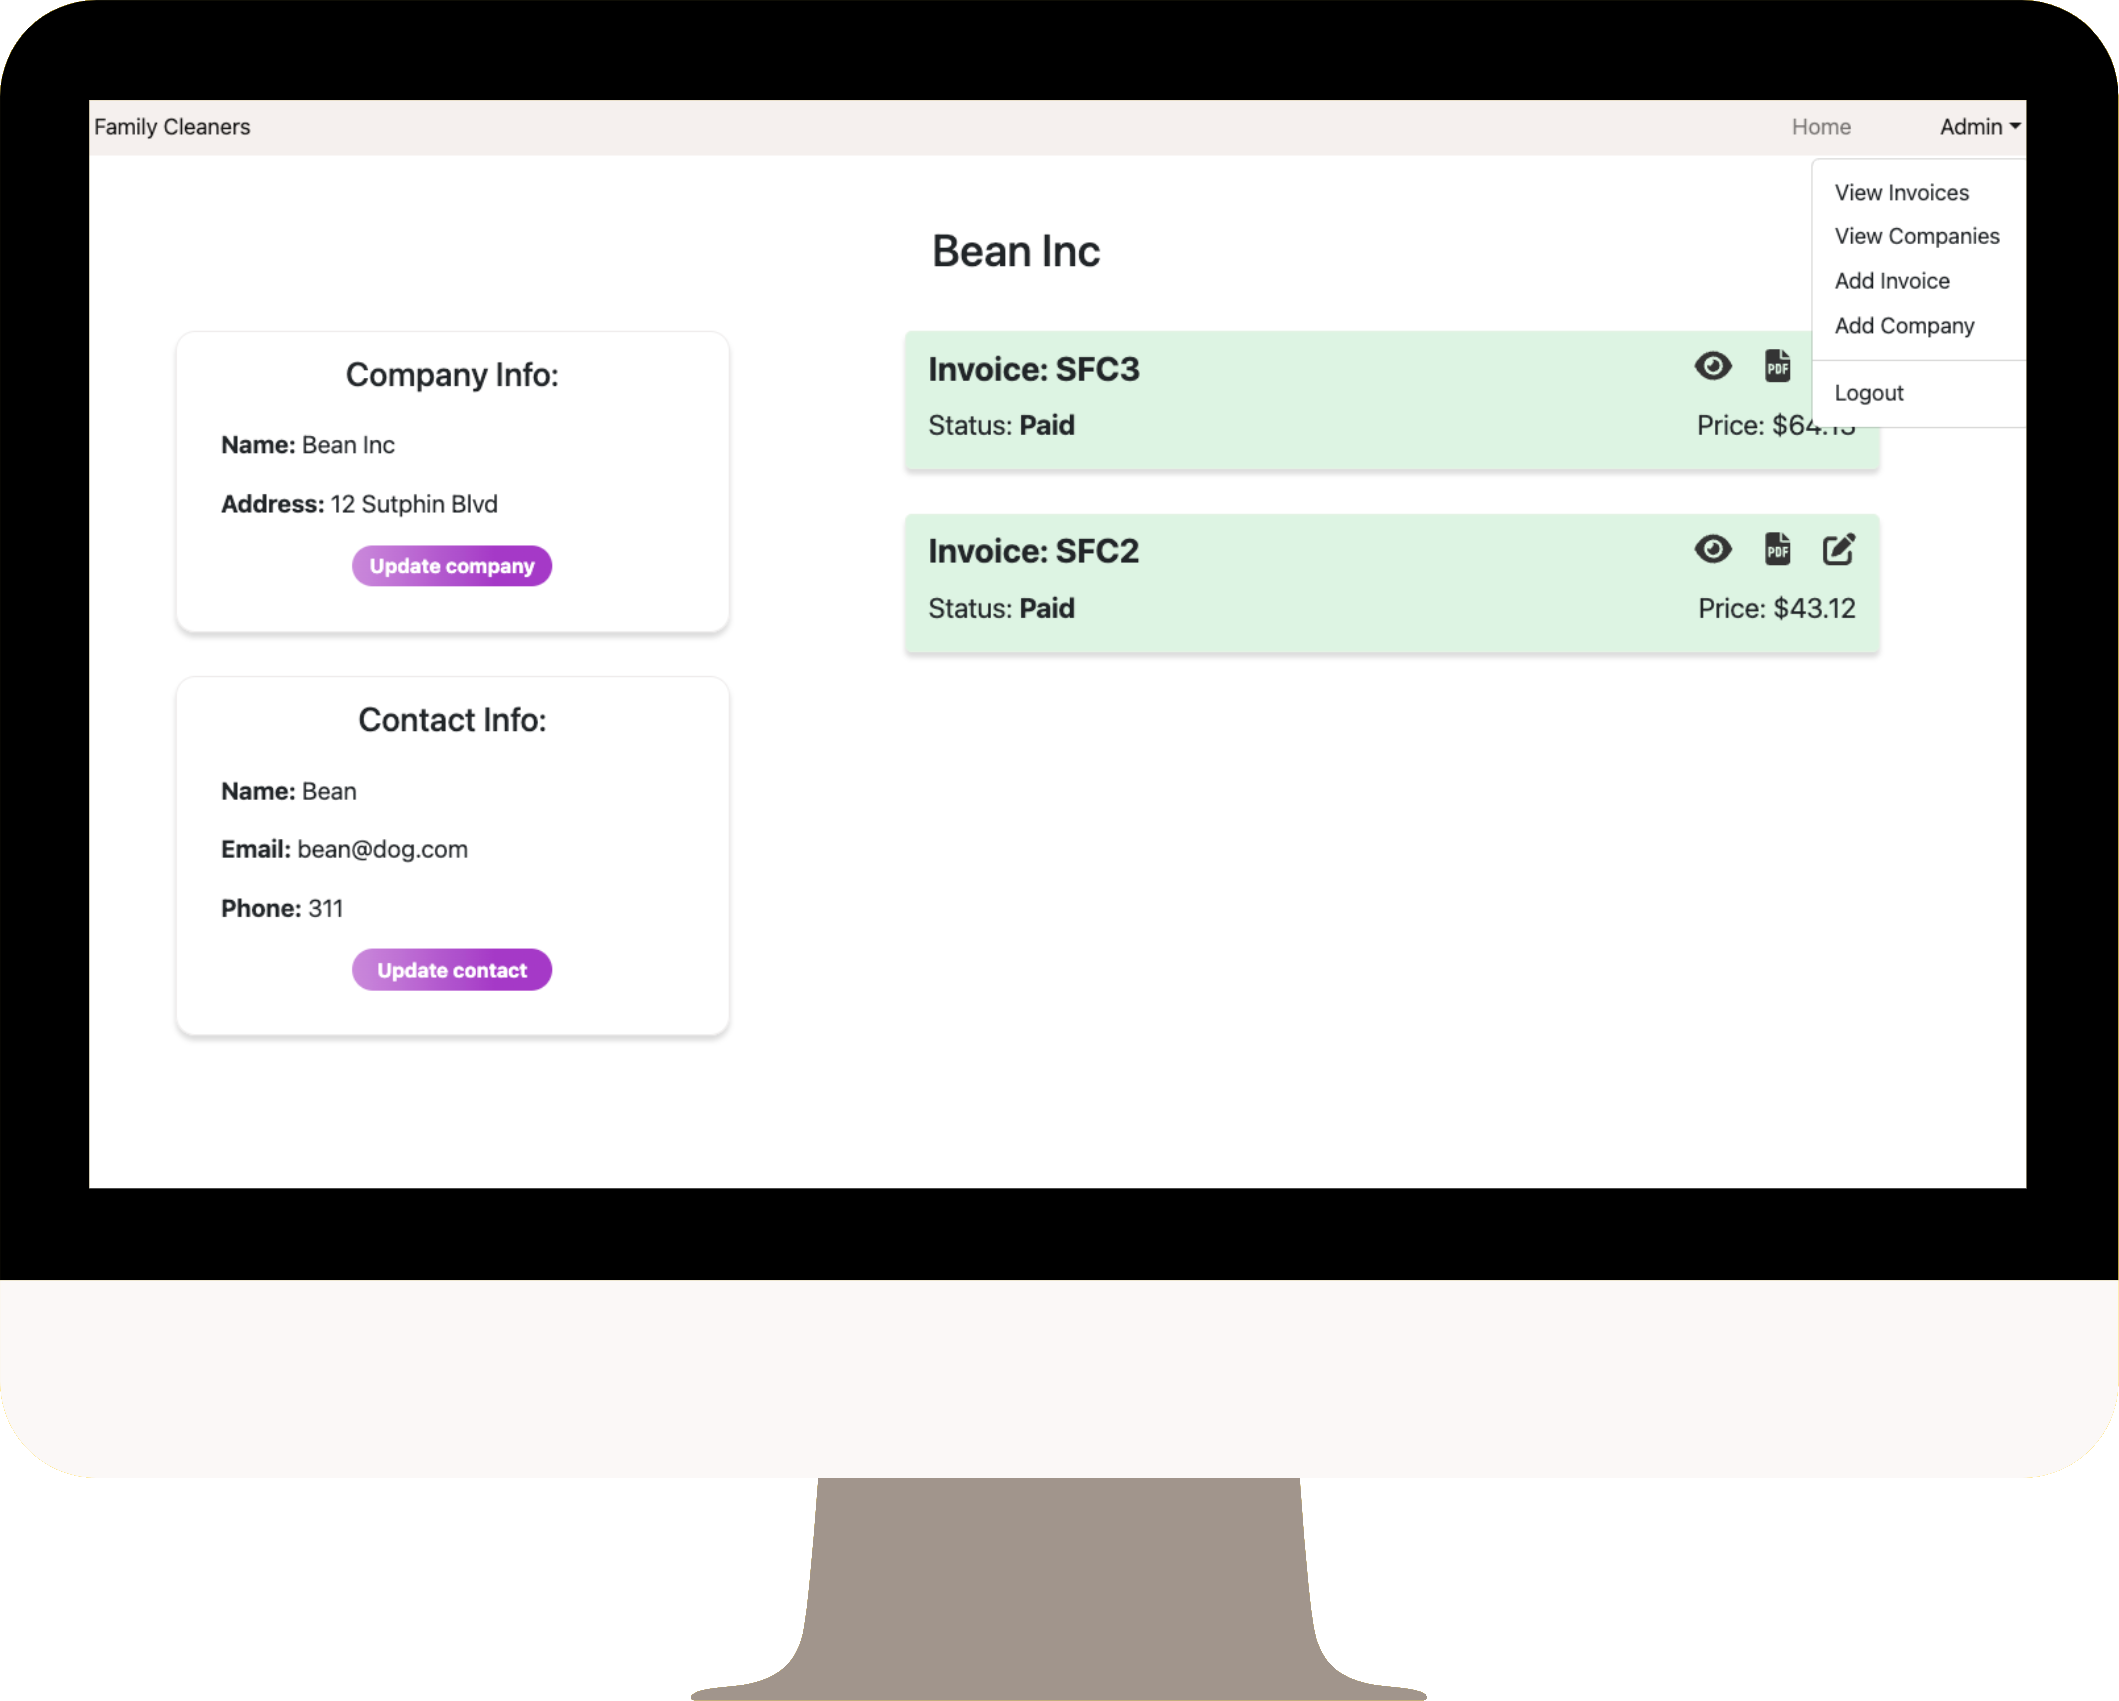 Family Cleaners
Home
Admin
View Invoices
View Companies
Add Invoice
Add Company
Logout
Bean Inc
Company Info:
Name: Bean Inc
Address: 12 Sutphin Blvd
Update company
Contact Info:
Name: Bean
Email: bean@dog.com
Phone: 311
Update contact
Invoice: SFC3
PDF
Status: Paid
Price:
Invoice: SFC2
PDF
Status: Paid
Price: $43.12